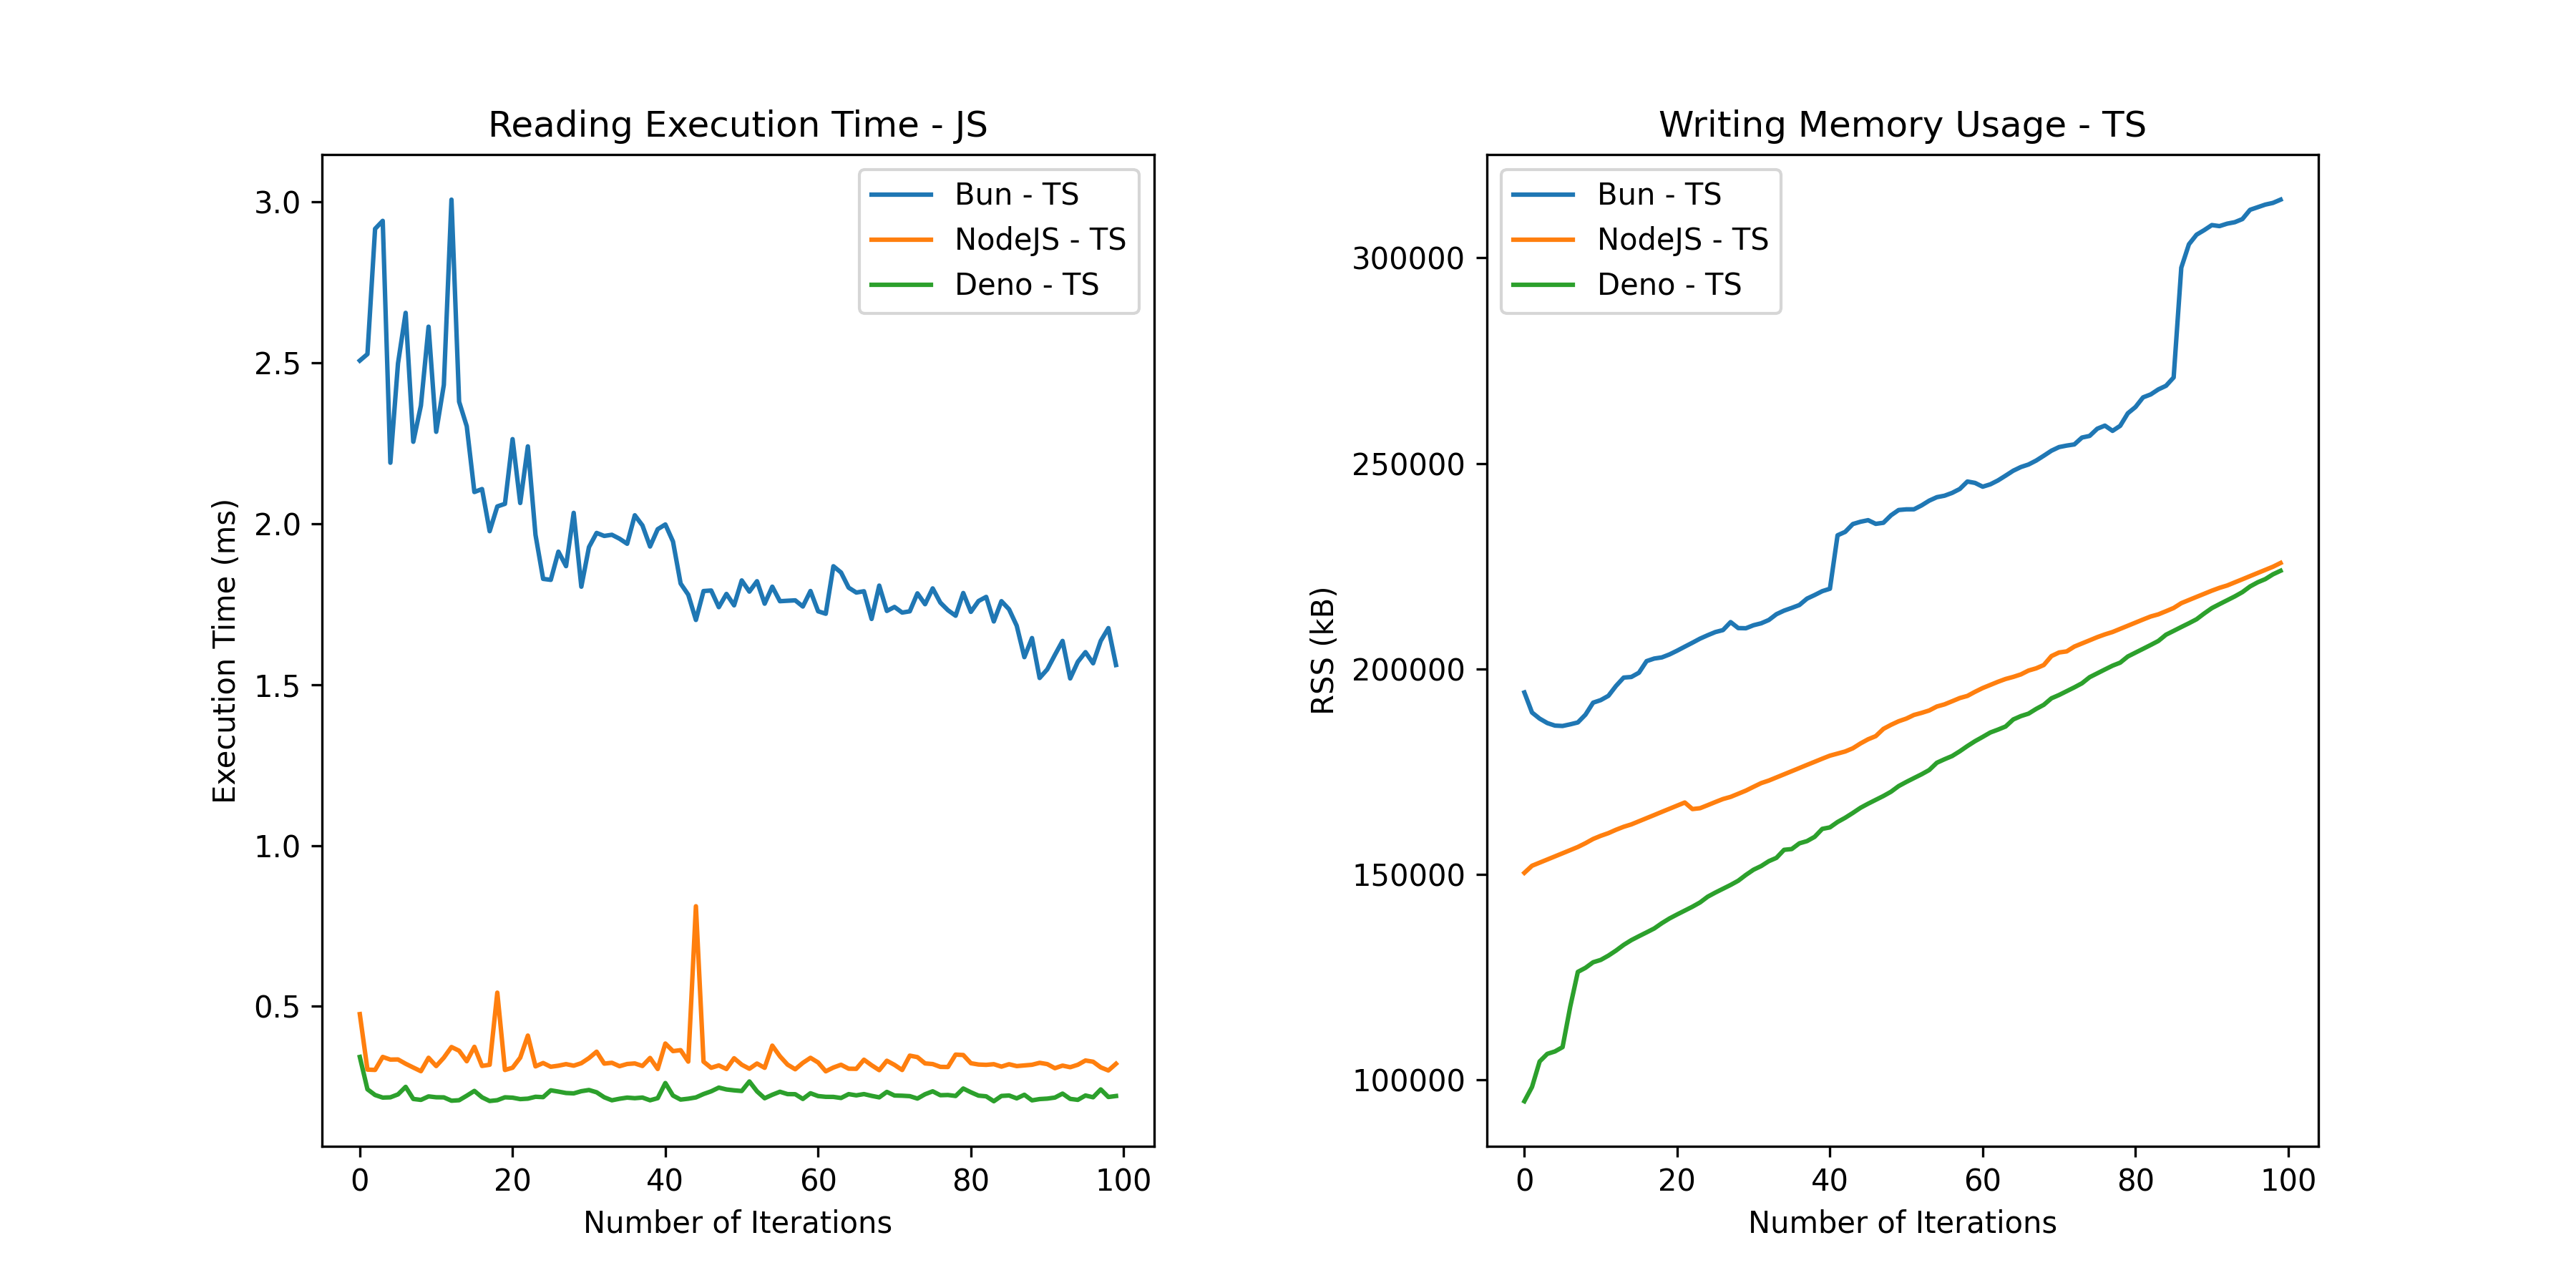 Reading Execution Time - JS
Bun - TS
NodeJS - TS
Deno - TS
3.0
2.5
2.0
1.5
1.0
0.5
Execution Time (ms)
0 20 40 60 80 100
Number of Iterations
Writing Memory Usage - TS
Bun - TS
NodeJS - TS
Deno - TS
300000
250000
200000
150000
100000
RSS (kB)
0 20 40 60 80 100
Number of Iterations